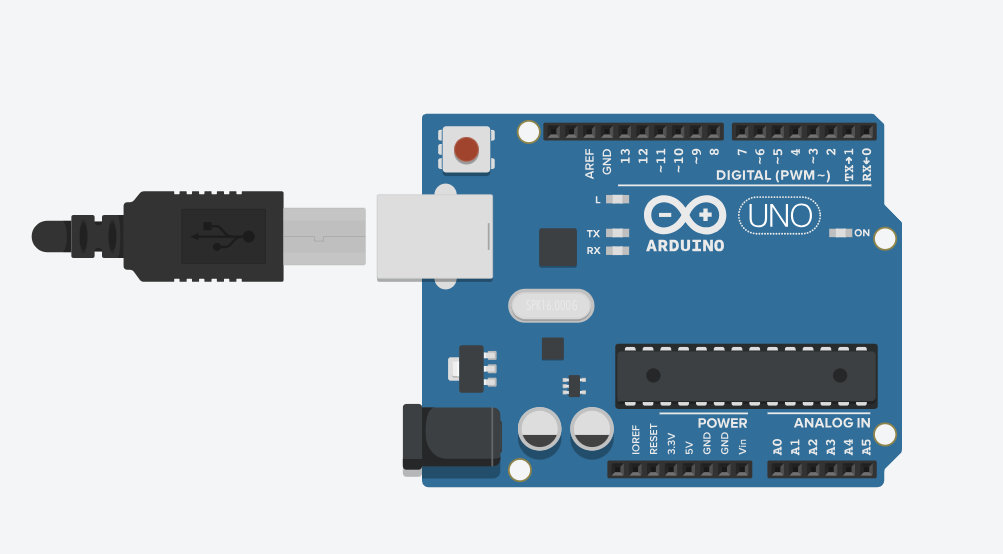 AREF
GND
13
12
~11
~10
~9
8
7
~6
~5
4
~3
2
TX→1
RX←0
DIGITAL (PWM~)
L
TX
RX
ARDUINO
UNO
ON
SPK16.000G
POWER
ANALOG IN
IOREF
RESET
3.3V
5V
GND
GND
Vin
A0
A1
A2
A3
A4
A5